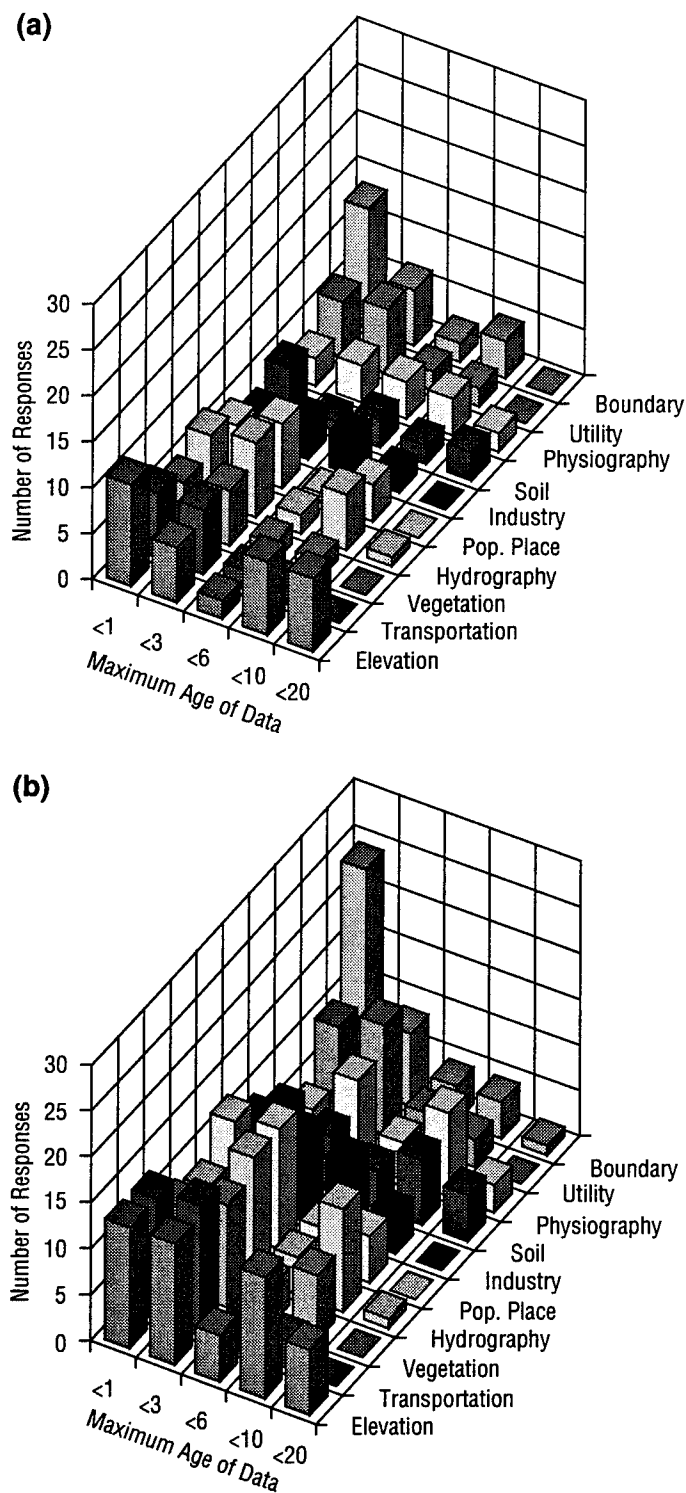 (a)
30
25
20
15
10
5
0
Number of Responses
<1
<3
<6
<10
<20
Maximum Age of Data
Boundary
Utility
Physiography
Soil
Industry
Pop. Place
Hydrography
Vegetation
Transportation
Elevation
(b)
30
25
20
15
10
5
0
Number of Responses
<1
<3
<6
<10
<20
Maximum Age of Data
Boundary
Utility
Physiography
Soil
Industry
Pop. Place
Hydrography
Vegetation
Transportation
Elevation